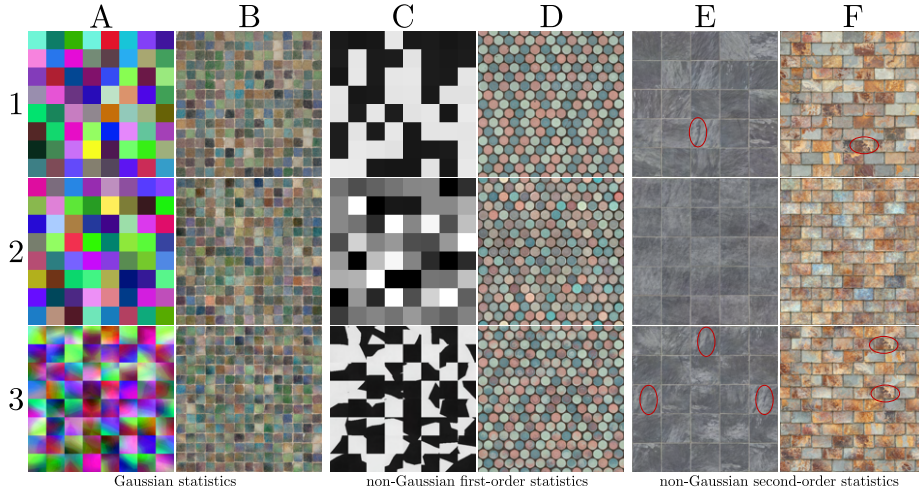 A B C D E F
1
2
3
Gaussian statistics non-Gaussian first-order statistics non-Gaussian second-order statistics